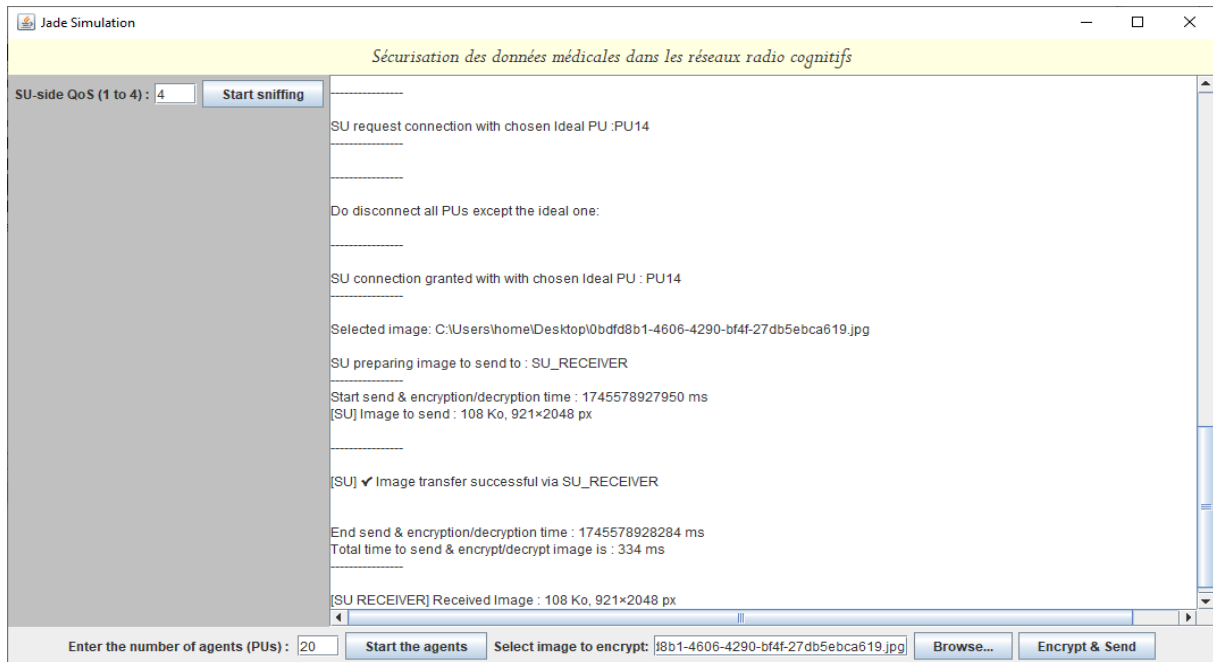 Jade Simulation
Sécurisation des données médicales dans les réseaux radio cognitifs
SU-side QoS (1 to 4) : 4 Start sniffing
----------------
SU request connection with chosen Ideal PU :PU14
----------------
----------------
Do disconnect all PUs except the ideal one:
----------------
SU connection granted with with chosen Ideal PU : PU14
----------------
Selected image: C:\Users\home\Desktop\0bdfd8b1-4606-4290-bf4f-27db5ebca619.jpg
SU preparing image to send to : SU_RECEIVER
----------------
Start send & encryption/decryption time : 1745578927950 ms
[SU] Image to send : 108 Ko, 921×2048 px
----------------
[SU] ✔ Image transfer successful via SU_RECEIVER
End send & encryption/decryption time : 1745578928284 ms
Total time to send & encrypt/decrypt image is : 334 ms
----------------
[SU RECEIVER] Received Image : 108 Ko, 921×2048 px
Enter the number of agents (PUs) : 20 Start the agents Select image to encrypt: 8b1-4606-4290-bf4f-27db5ebca619.jpg Browse... Encrypt & Send